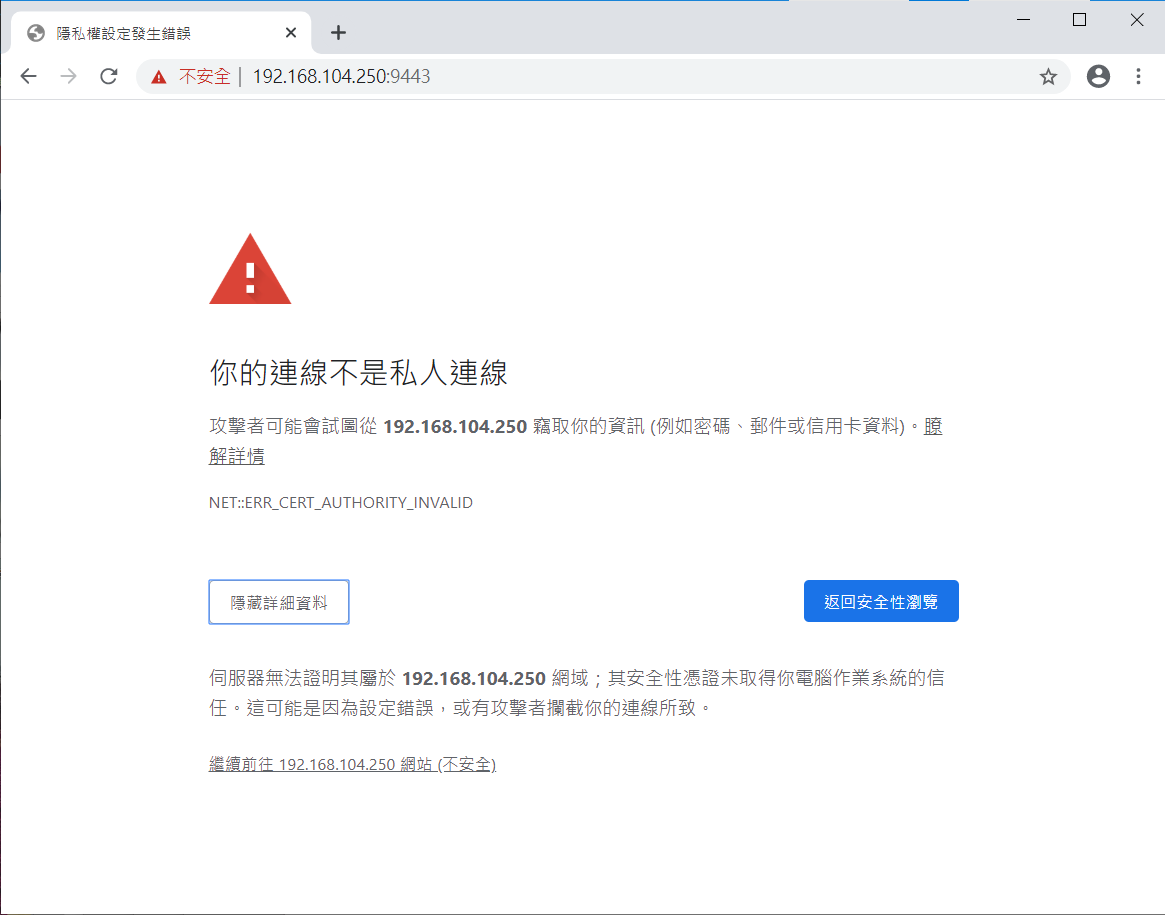 隱私權設定發生錯誤
不安全 | 192.168.104.250:9443
你的連線不是私人連線
攻擊者可能會試圖從 192.168.104.250 竊取你的資訊 (例如密碼、郵件或信用卡資料)。瞭
解詳情
NET::ERR_CERT_AUTHORITY_INVALID
隱藏詳細資料
返回安全性瀏覽
伺服器無法證明其屬於 192.168.104.250 網域；其安全性憑證未取得你電腦作業系統的信
任。這可能是因為設定錯誤，或有攻擊者攔截你的連線所致。
繼續前往 192.168.104.250 網站 (不安全)